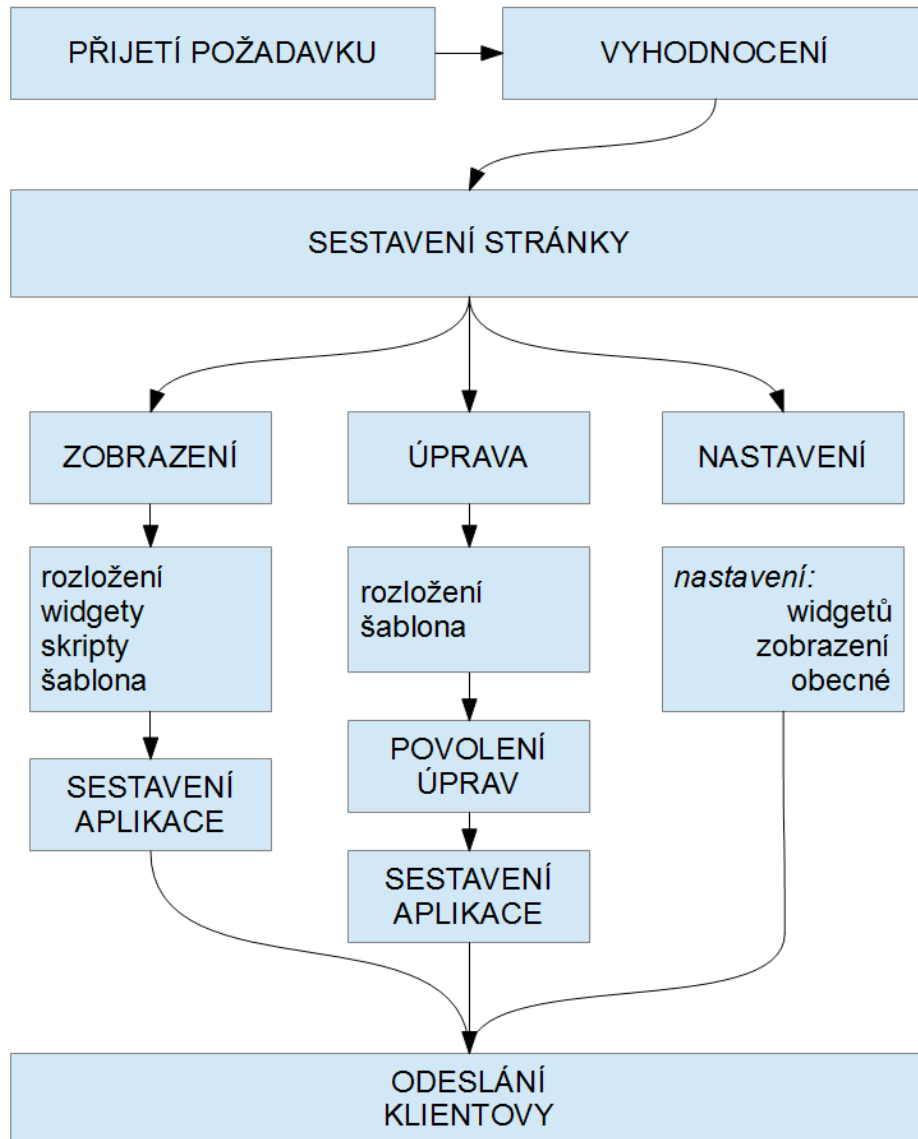 PŘIJETÍ POŽADAVKU
VYHODNOCENÍ
SESTAVENÍ STRÁNKY
ZOBRAZENÍ
ÚPRAVA
NASTAVENÍ
rozložení
widgety
skripty
šablona
rozložení
šablona
nastavení:
widgetů
zobrazení
obecné
POVOLENÍ
ÚPRAV
SESTAVENÍ
APLIKACE
SESTAVENÍ
APLIKACE
ODESLÁNÍ
KLIENTOVY